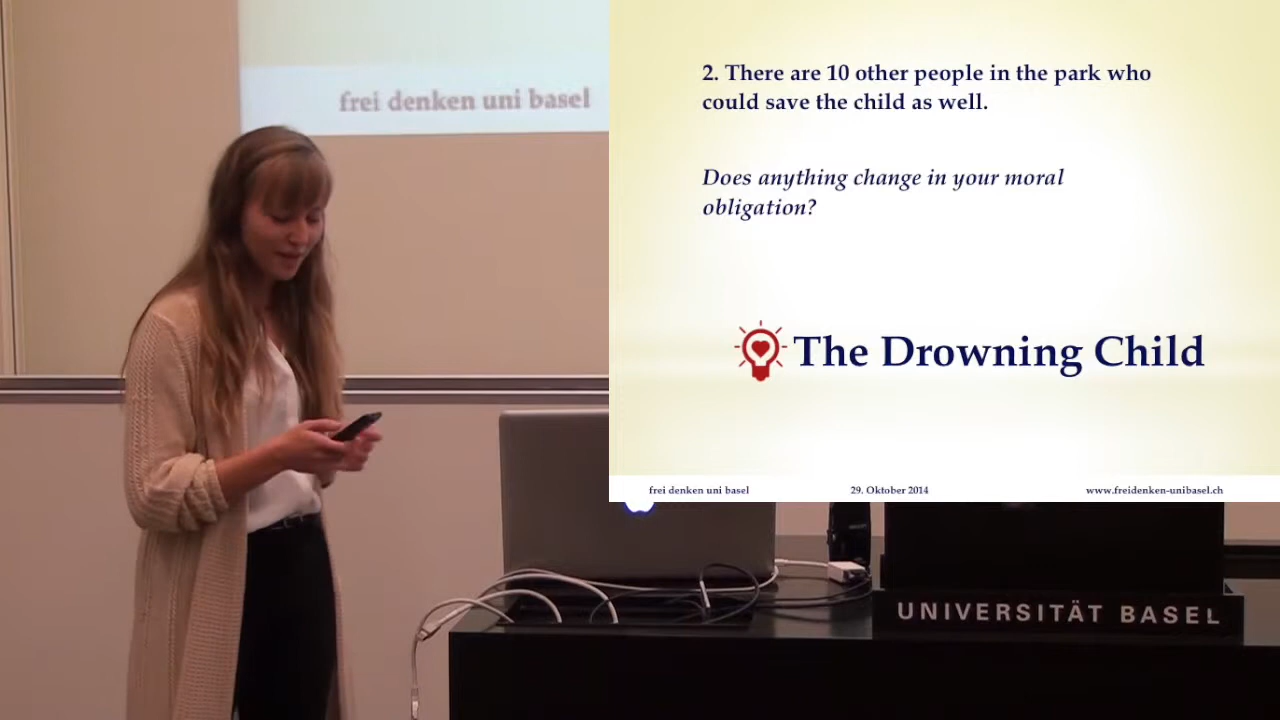 frei denken uni basel
2. There are 10 other people in the park who
could save the child as well.
Does anything change in your moral
obligation?
The Drowning Child
frei denken uni basel 29. Oktober 2014 www.freidenken-unibasel.ch
UNIVERSITÄT BASEL